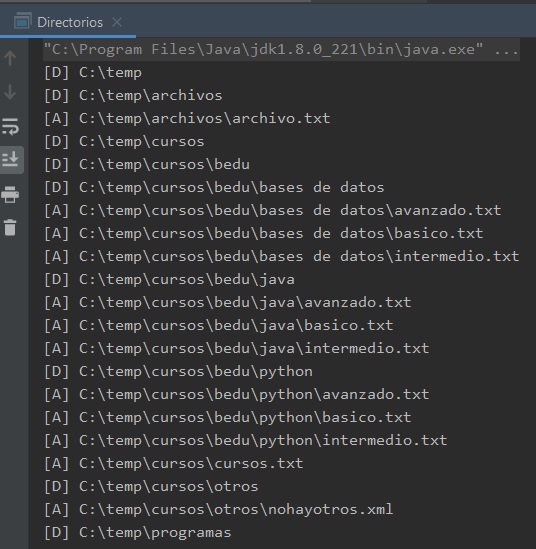 Directorios
"C:\Program Files\Java\jdk1.8.0_221\bin\java.exe" ...
[D] C:\temp
[D] C:\temp\archivos
[A] C:\temp\archivos\archivo.txt
[D] C:\temp\cursos
[D] C:\temp\cursos\bedu
[D] C:\temp\cursos\bedu\bases de datos
[A] C:\temp\cursos\bedu\bases de datos\avanzado.txt
[A] C:\temp\cursos\bedu\bases de datos\basico.txt
[A] C:\temp\cursos\bedu\bases de datos\intermedio.txt
[D] C:\temp\cursos\bedu\java
[A] C:\temp\cursos\bedu\java\avanzado.txt
[A] C:\temp\cursos\bedu\java\basico.txt
[A] C:\temp\cursos\bedu\java\intermedio.txt
[D] C:\temp\cursos\bedu\python
[A] C:\temp\cursos\bedu\python\avanzado.txt
[A] C:\temp\cursos\bedu\python\basico.txt
[A] C:\temp\cursos\bedu\python\intermedio.txt
[A] C:\temp\cursos\cursos.txt
[D] C:\temp\cursos\otros
[A] C:\temp\cursos\otros\nohayotros.xml
[D] C:\temp\programas